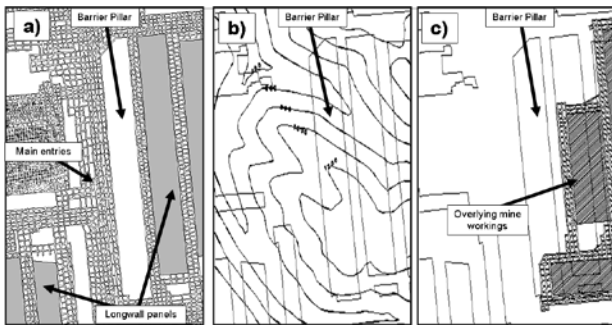 a)
Barrier Pillar
Main entries
Longwall panels
b)
Barrier Pillar
c)
Barrier Pillar
Overlying mine
workings